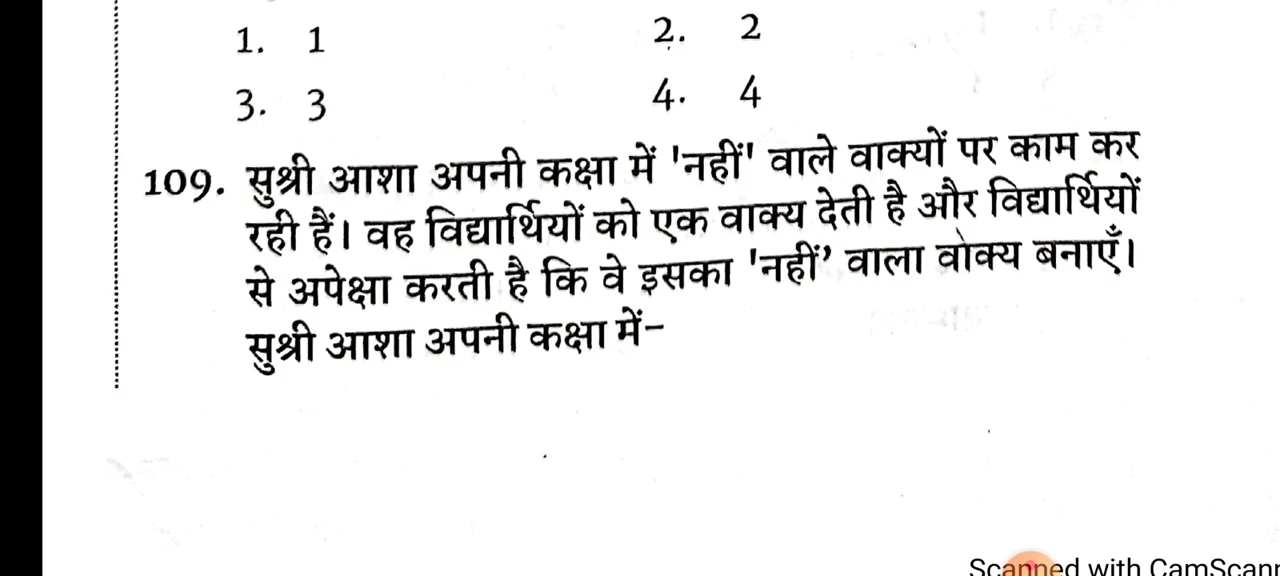 1. 1 2. 2
3. 3 4. 4
109. सुश्री आशा अपनी कक्षा में 'नहीं' वाले वाक्यों पर काम कर
रही हैं। वह विद्यार्थियों को एक वाक्य देती है और विद्यार्थियों
से अपेक्षा करती है कि वे इसका 'नहीं' वाला वाक्य बनाएँ।
सुश्री आशा अपनी कक्षा में–
Scanned with CamScann